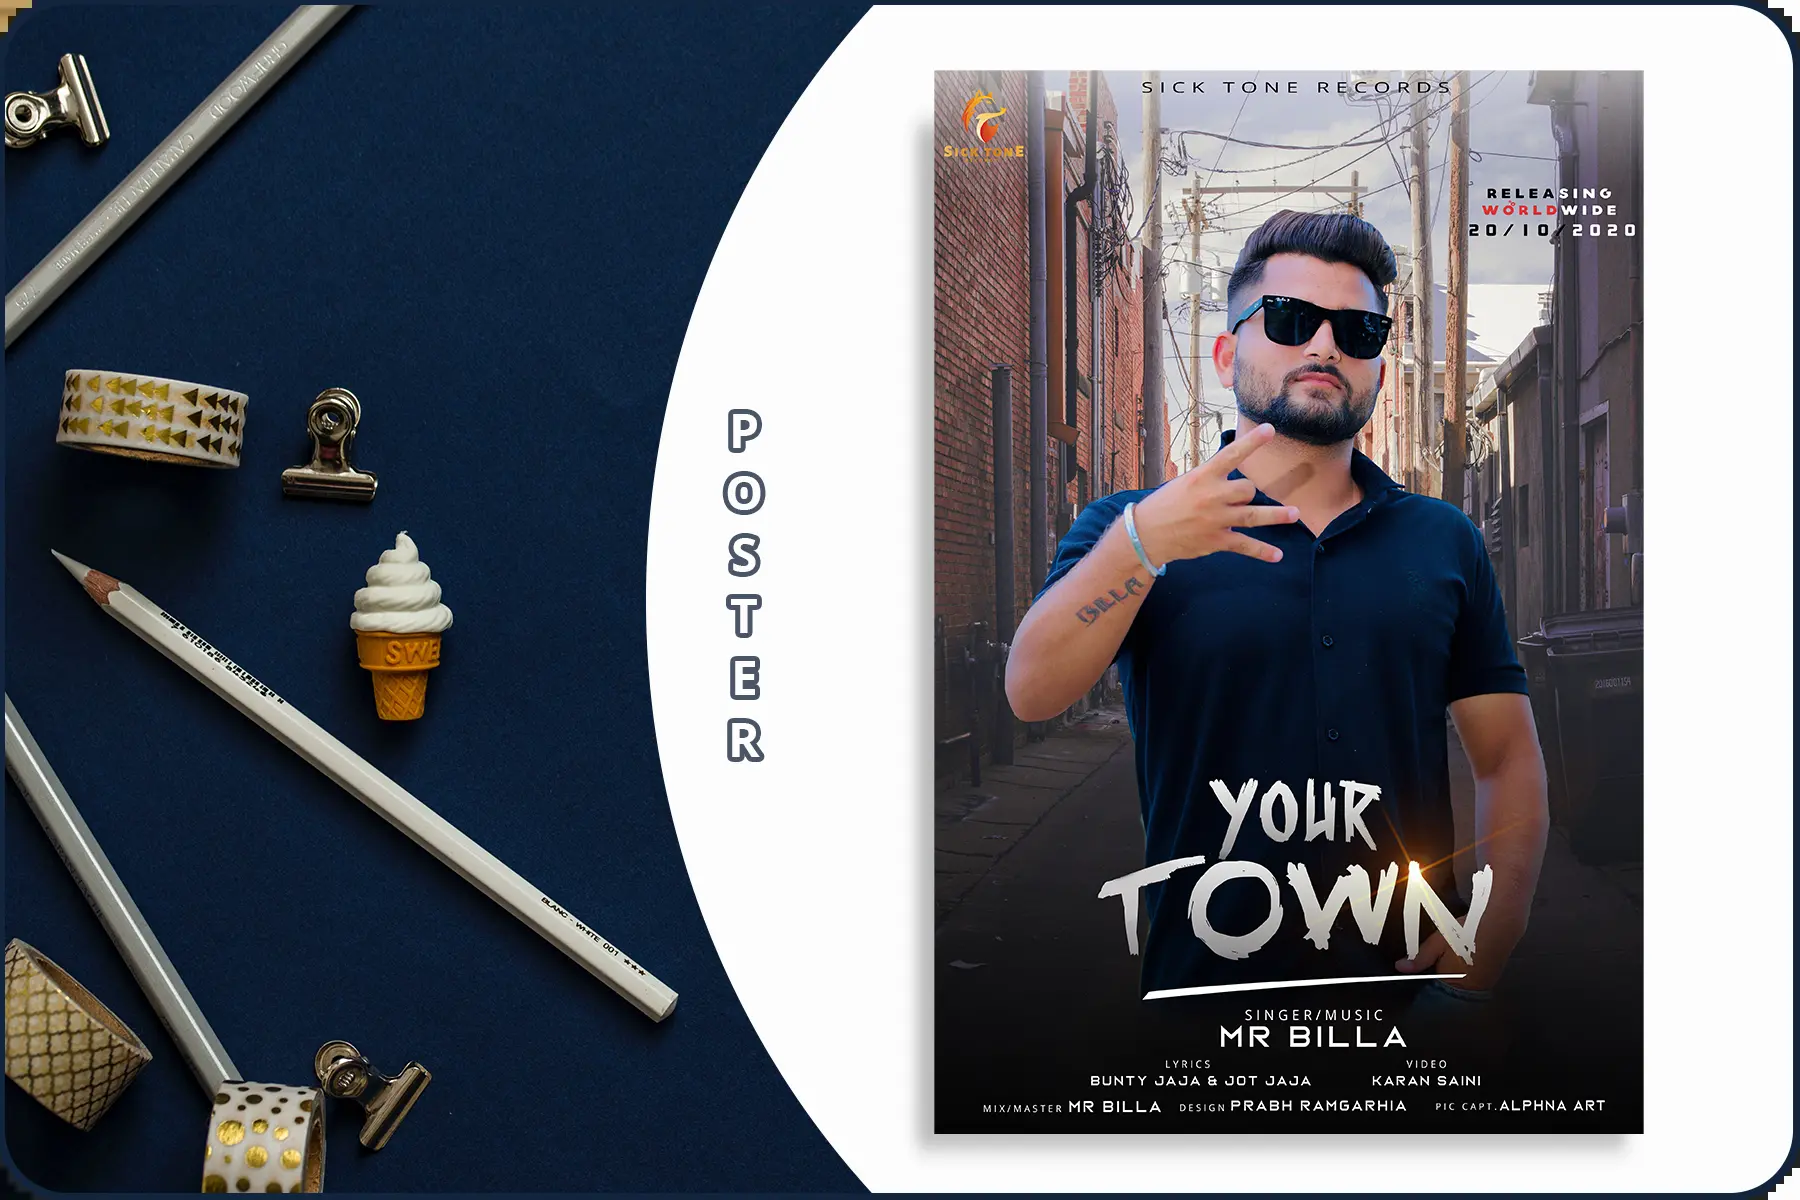 P
O
S
T
E
R
SICK TONE RECORDS
SICK TONE
RELEASING
WORLDWIDE
20/10/2020
BILLA
YOUR
TOWN
SINGER/MUSIC
MR BILLA
LYRICS
BUNTY JAJA & JOT JAJA
VIDEO
KARAN SAINI
MIX/MASTER MR BILLA
DESIGN PRABH RAMGARHIA
PIC CAPT. ALPHNA ART
SWE
BLANC - WHITE 001 ★★★